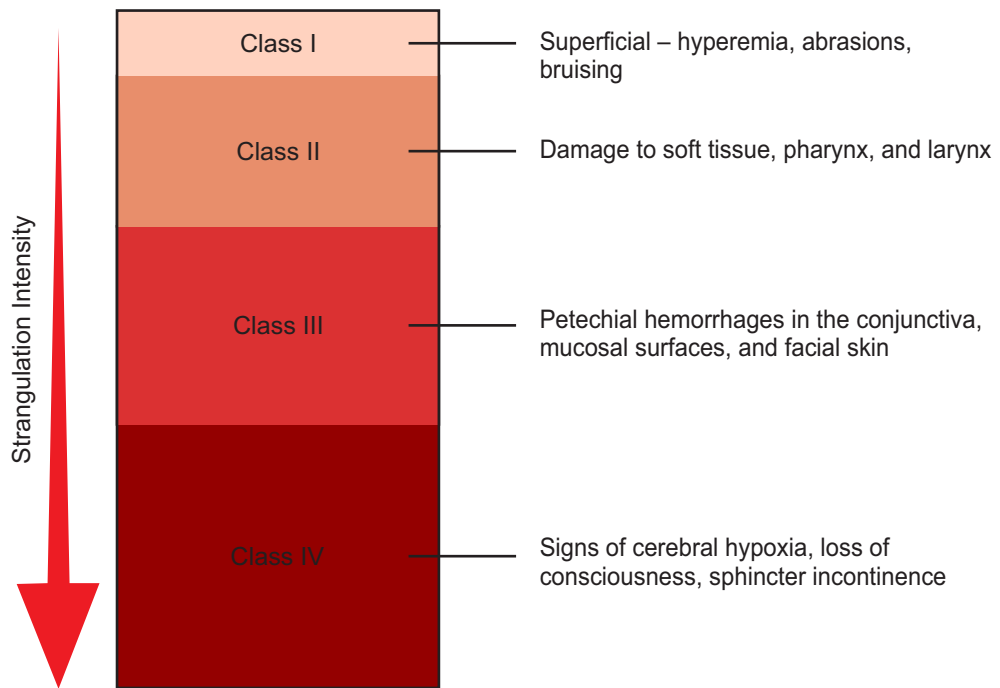 Strangulation Intensity
Class I
Superficial – hyperemia, abrasions,
bruising
Class II
Damage to soft tissue, pharynx, and larynx
Class III
Petechial hemorrhages in the conjunctiva,
mucosal surfaces, and facial skin
Class IV
Signs of cerebral hypoxia, loss of
consciousness, sphincter incontinence